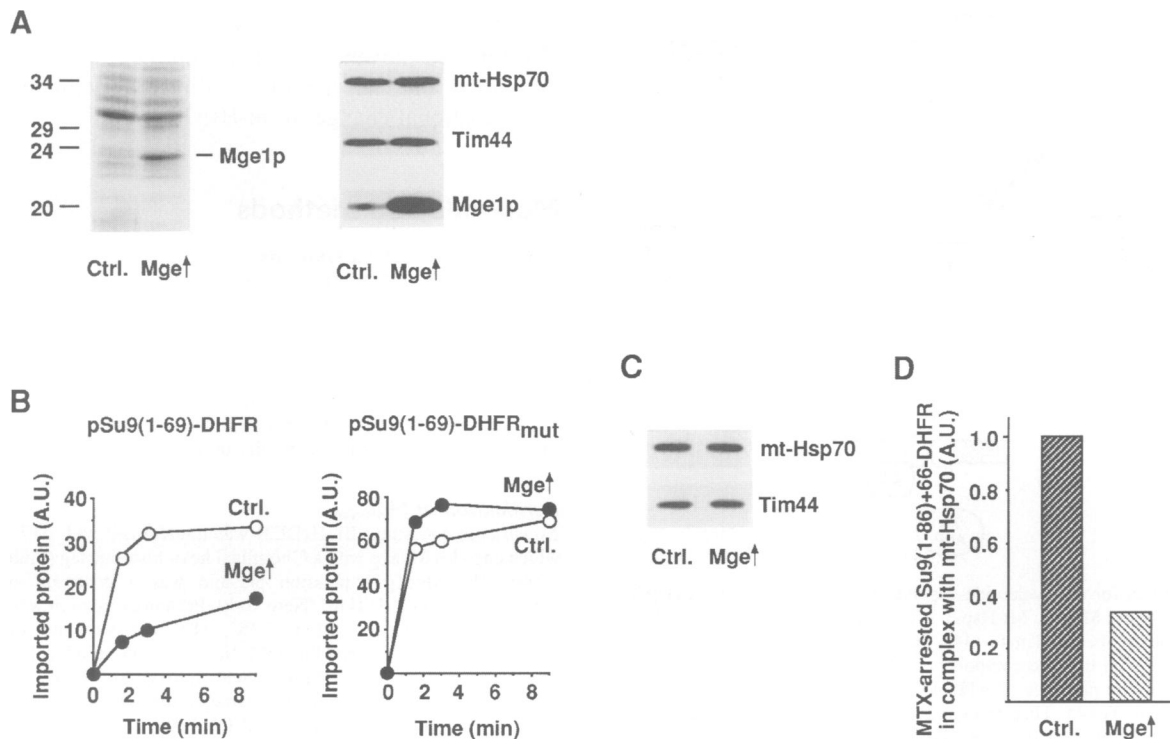 A
34
29
24
20
Mge1p
Ctrl. Mge↑
mt-Hsp70
Tim44
Mge1p
Ctrl. Mge↑
B
pSu9(1-69)-DHFR
Imported protein (A.U.)
40
30
20
10
Ctrl.
Mge↑
0 2 4 6 8
Time (min)
pSu9(1-69)-DHFRmut
Imported protein (A.U.)
80
60
40
20
Mge↑
Ctrl.
0 2 4 6 8
Time (min)
C
mt-Hsp70
Tim44
Ctrl. Mge↑
D
MTX-arrested Su9(1-86)+66-DHFR
in complex with mt-Hsp70 (A.U.)
1.0
0.8
0.6
0.4
0.2
Ctrl. Mge↑